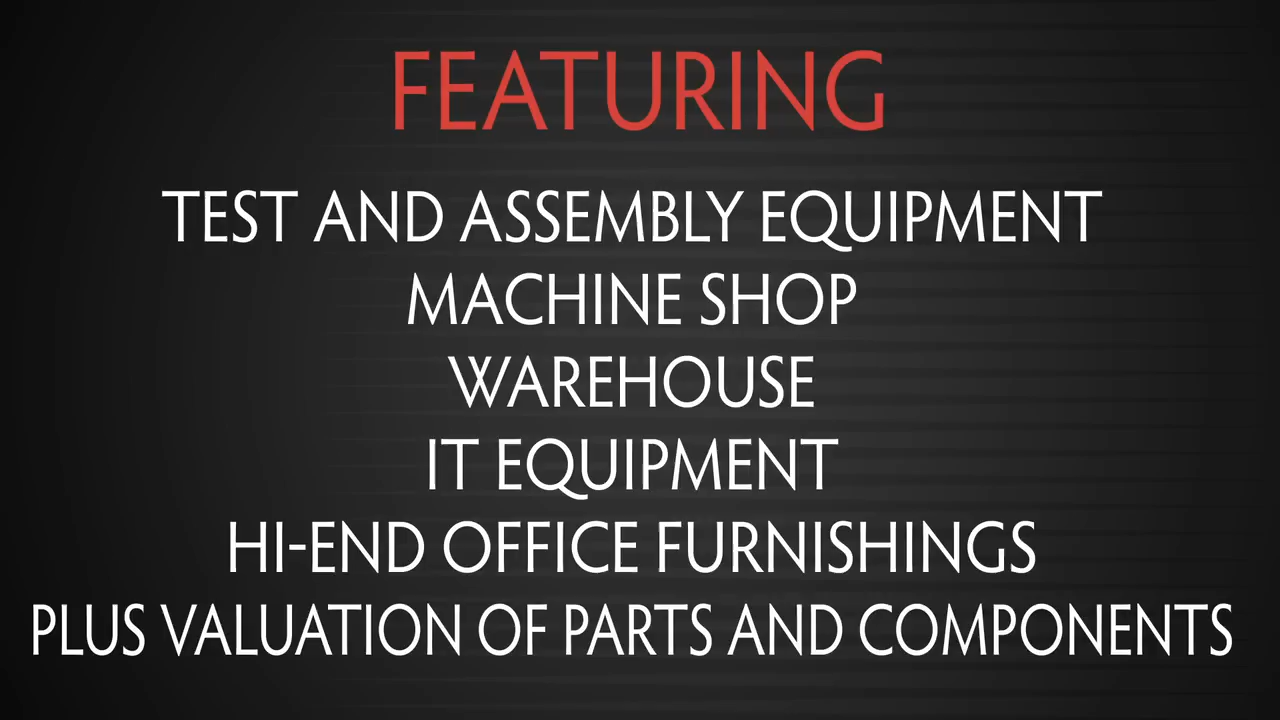 FEATURING
TEST AND ASSEMBLY EQUIPMENT
MACHINE SHOP
WAREHOUSE
IT EQUIPMENT
HI-END OFFICE FURNISHINGS
PLUS VALUATION OF PARTS AND COMPONENTS